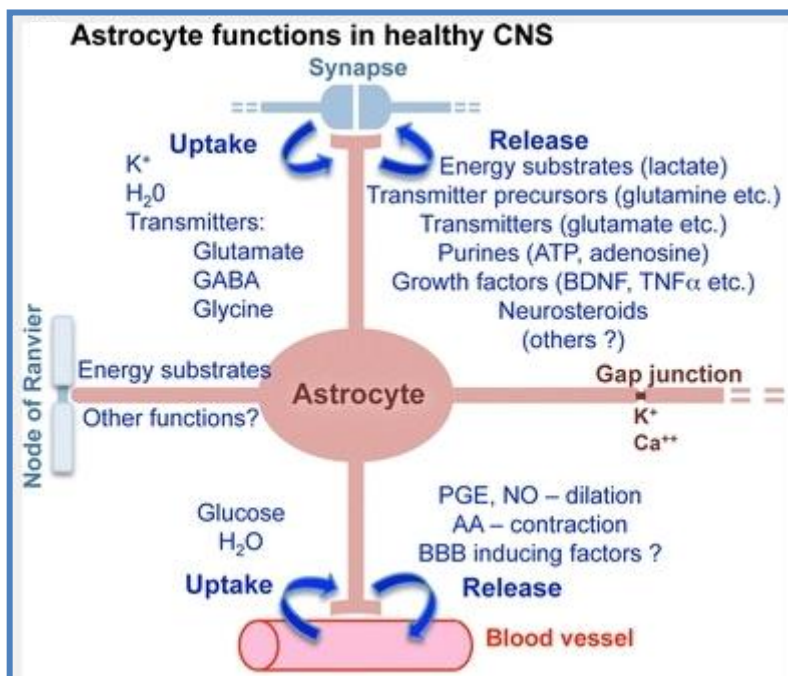 Astrocyte functions in healthy CNS
Synapse
Uptake
K⁺
H₂0
Transmitters:
Glutamate
GABA
Glycine
Release
Energy substrates (lactate)
Transmitter precursors (glutamine etc.)
Transmitters (glutamate etc.)
Purines (ATP, adenosine)
Growth factors (BDNF, TNFα etc.)
Neurosteroids
(others ?)
Node of Ranvier
Energy substrates
Other functions?
Astrocyte
Gap junction
K⁺
Ca⁺⁺
Glucose
H₂O
Uptake
PGE, NO – dilation
AA – contraction
BBB inducing factors ?
Release
Blood vessel